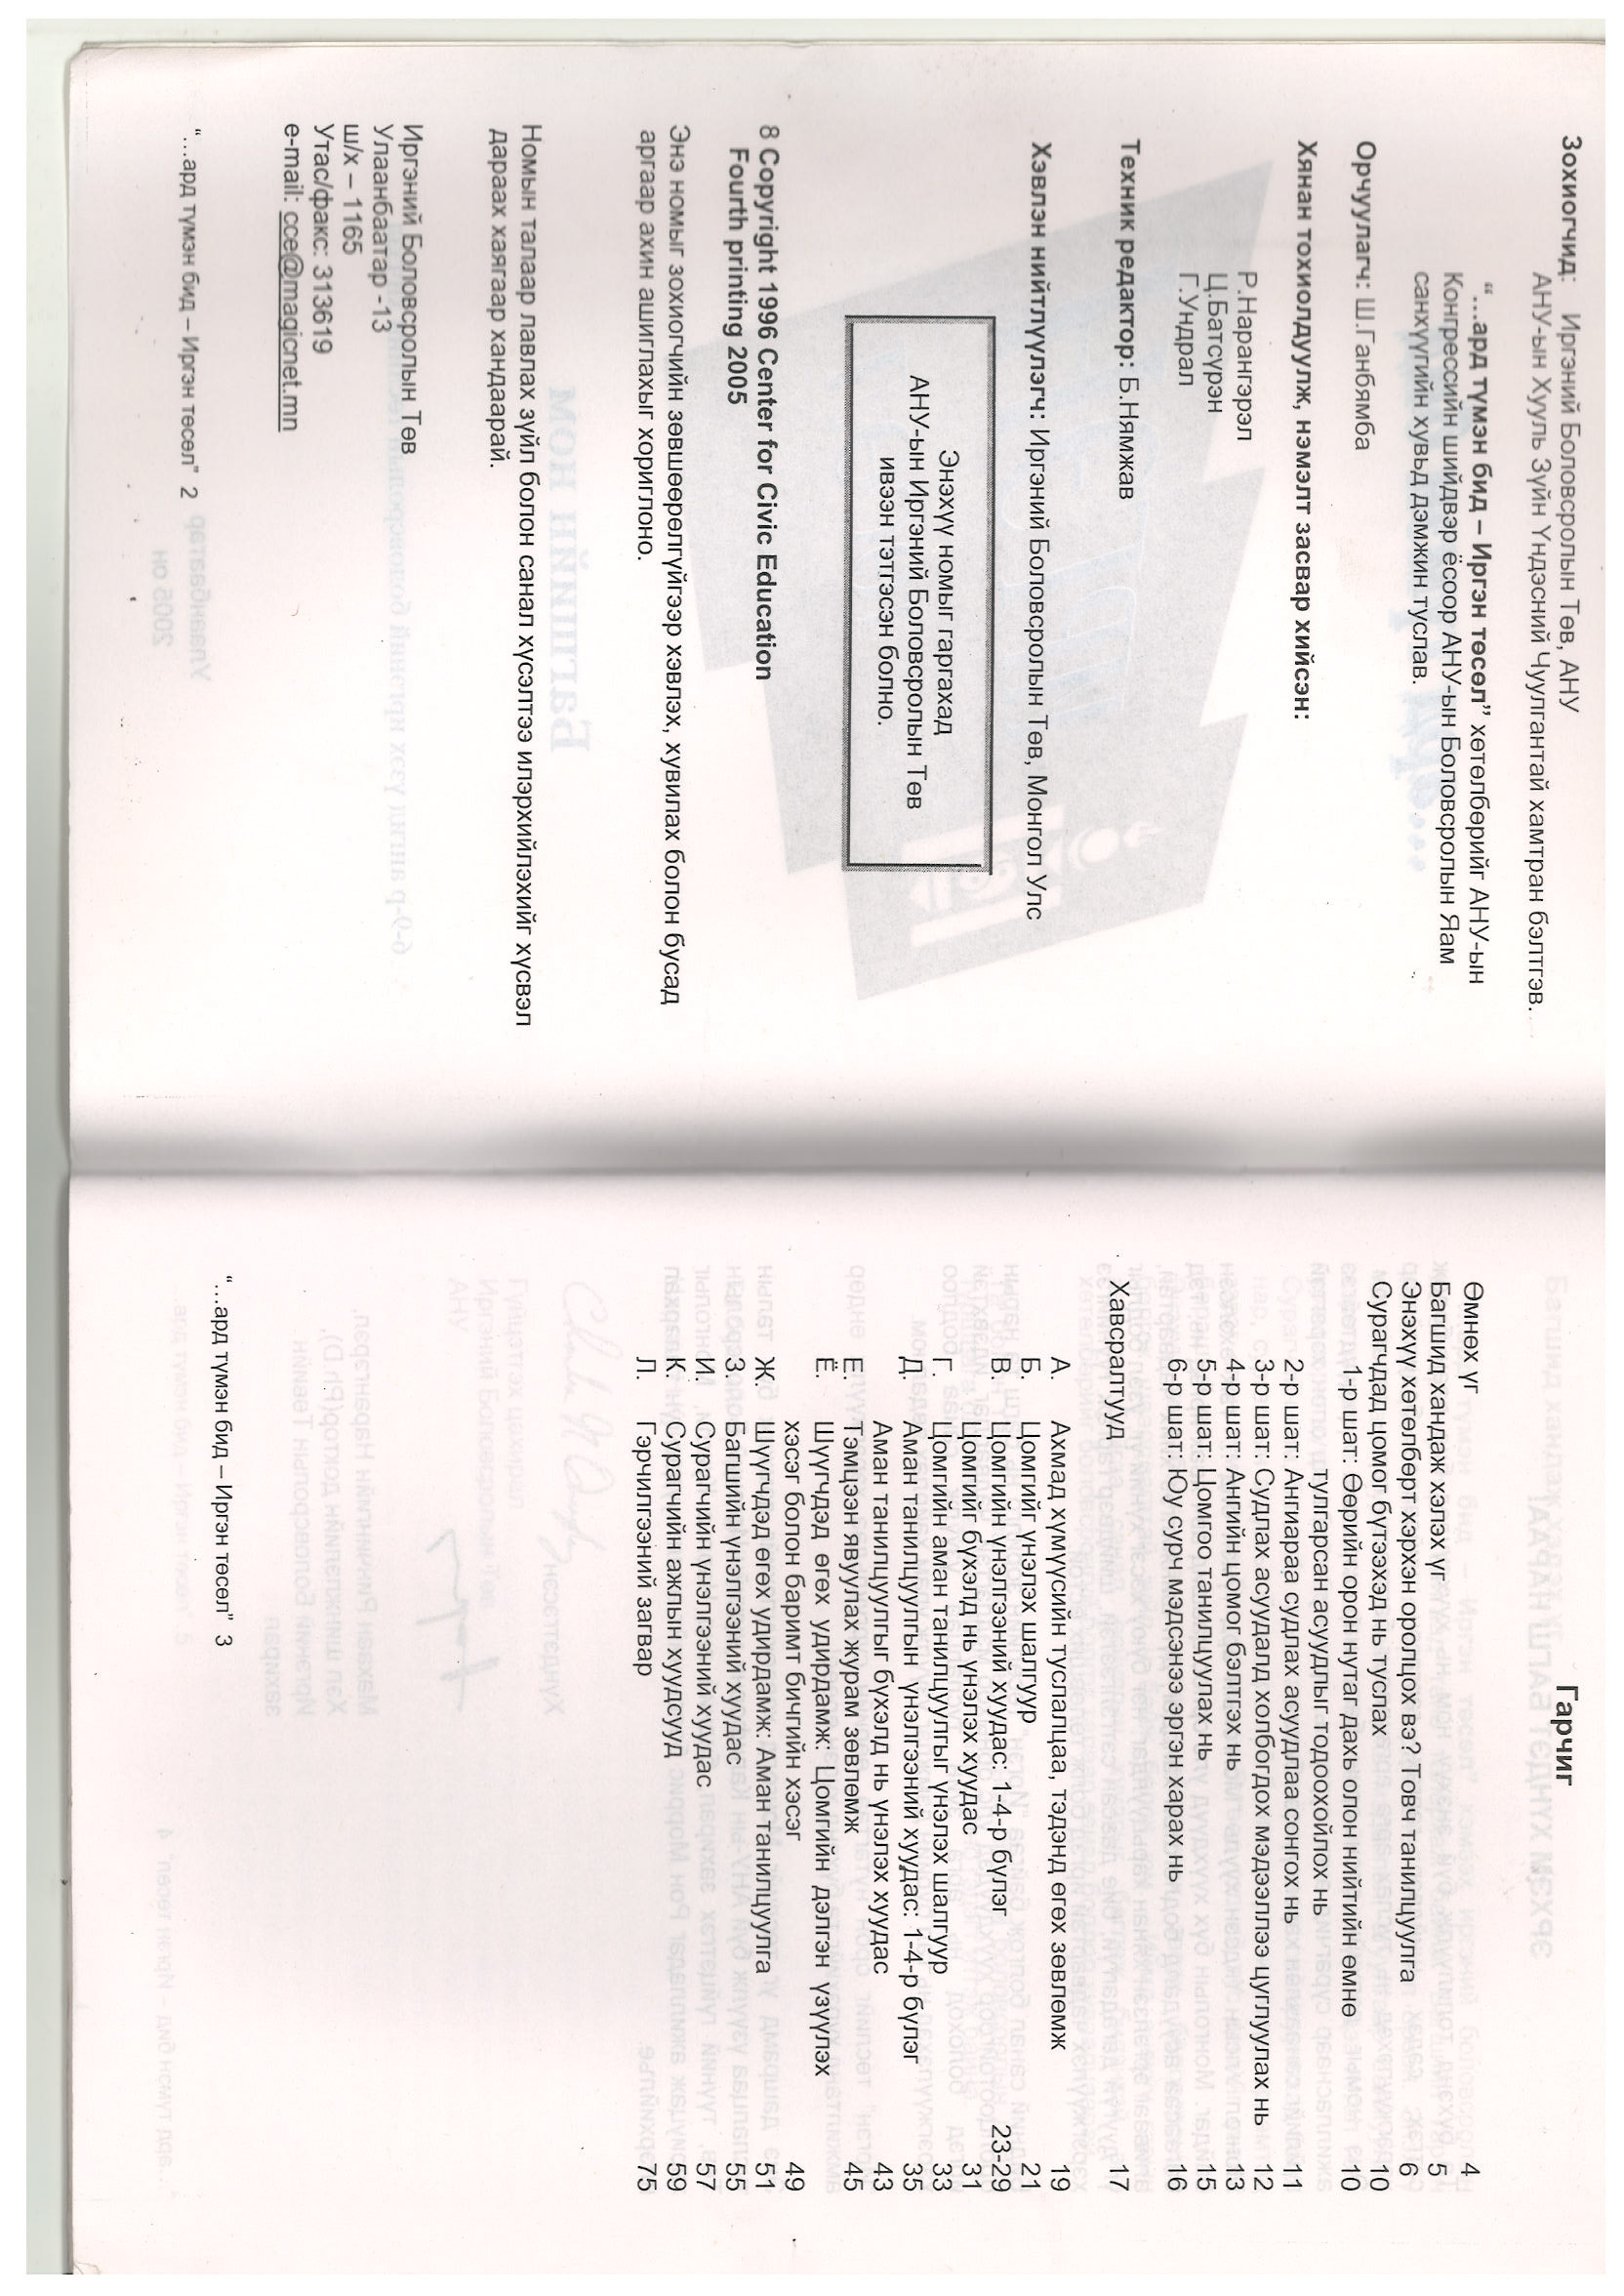 Зохиогчид: Иргэний Боловсролын Төв, АНУ
АНУ-ын Хууль Зүйн Үндэсний Чуулгантай хамтран бэлтгэв.
“…ард түмэн бид – Иргэн төсөл” хөтөлбөрийг АНУ-ын
Конгрессийн шийдвэр ёсоор АНУ-ын Боловсролын Яам
санхүүгийн хувьд дэмжин туслав.
Орчуулагч: Ш.Ганбямба
Хянан тохиолдуулж, нэмэлт засвар хийсэн:
Р.Нарангэрэл
Ц.Батсүрэн
Г.Ундрал
Техник редактор: Б.Нямжав
Хэвлэн нийтлүүлэгч: Иргэний Боловсролын Төв, Монгол Улс
Энэхүү номыг гаргахад
АНУ-ын Иргэний Боловсролын Төв
ивээн тэтгэсэн болно.
8 Copyright 1996 Center for Civic Education
Fourth printing 2005
Энэ номыг зохиогчийн зөвшөөрөлгүйгээр хэвлэх, хувилах болон бусад
аргаар ахин ашиглахыг хориглоно.
Номын талаар лавлах зүйл болон санал хүсэлтээ илэрхийлэхийг хүсвэл
дараах хаягаар хандаарай.
Иргэний Боловсролын Төв
Улаанбаатар -13
ш/х – 1165
Утас/факс: 313619
e-mail: cce@magicnet.mn
“…ард түмэн бид – Иргэн төсөл” 2
Гарчиг
Өмнөх үг 4
Багшид хандаж хэлэх үг 5
Энэхүү хөтөлбөрт хэрхэн оролцох вэ? Товч танилцуулга 6
Сурагчдад цомог бүтээхэд нь туслах 10
1-р шат: Өөрийн орон нутаг дахь олон нийтийн өмнө 10
тулгарсан асуудлыг тодоохойлох нь
2-р шат: Ангиараа судлах асуудлаа сонгох нь 11
3-р шат: Судлах асуудалд холбогдох мэдээллээ цуглуулах нь 12
4-р шат: Ангийн цомог бэлтгэх нь 13
5-р шат: Цомгоо танилцуулах нь 15
6-р шат: Юу сурч мэдсэнээ эргэн харах нь 16
Хавсралтууд 17
А. Ахмад хүмүүсийн туслалцаа, тэдэнд өгөх зөвлөмж 19
Б. Цомгийг үнэлэх шалгуур 21
В. Цомгийн үнэлгээний хуудас: 1-4-р бүлэг 23-29
Цомгийг бүхэлд нь үнэлэх хуудас 31
Г. Цомгийн аман танилцуулгыг үнэлэх шалгуур 33
Д. Аман танилцуулгын үнэлгээний хуудас: 1-4-р бүлэг 35
Аман танилцуулгыг бүхэлд нь үнэлэх хуудас 43
Е. Тэмцээн явуулах журам зөвлөмж 45
Ё. Шүүгчдэд өгөх удирдамж: Цомгийн дэлгэн үзүүлэх
хэсэг болон баримт бичгийн хэсэг 49
Ж. Шүүгчдэд өгөх удирдамж: Аман танилцуулга 51
З. Багшийн үнэлгээний хуудас 55
И. Сурагчийн үнэлгээний хуудас 57
К. Сурагчийн ажлын хуудсууд 59
Л. Гэрчилгээний загвар 75
“…ард түмэн бид – Иргэн төсөл” 3